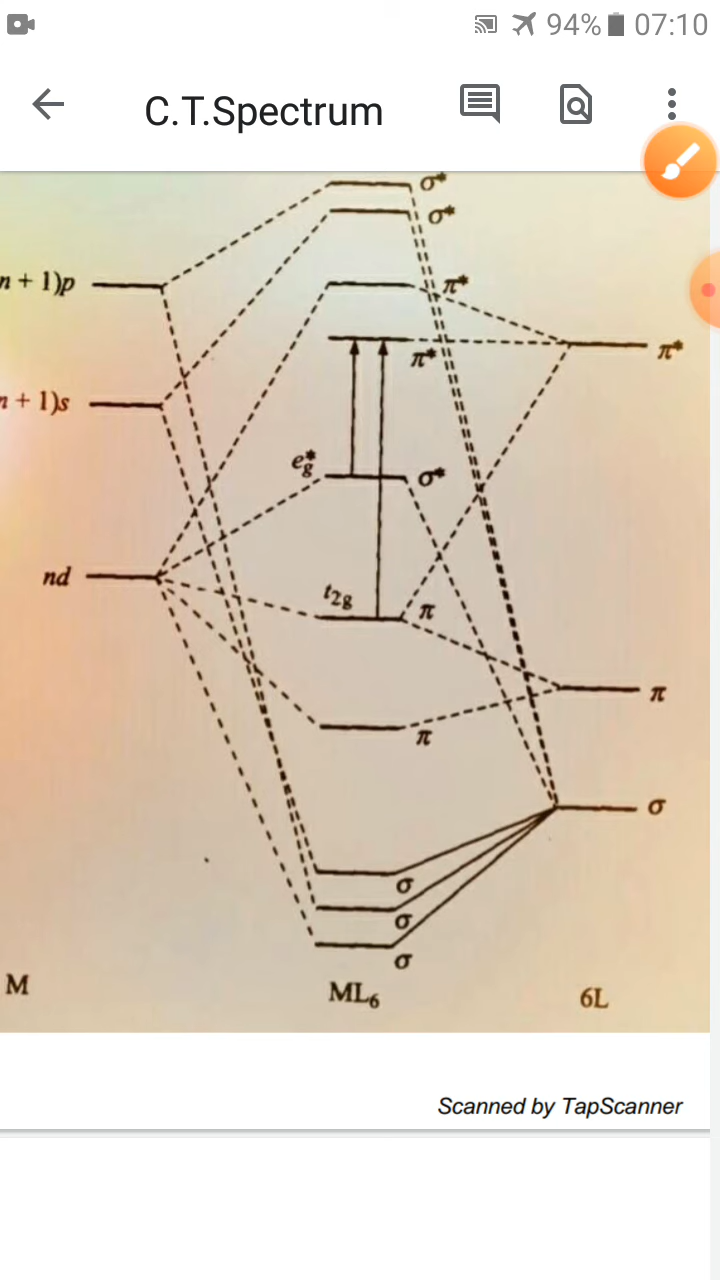 94% 07:10
C.T.Spectrum
σ*
σ*
n + 1)p
π*
π*
π*
n + 1)s
e*g
σ*
nd
t2g
π
π
π
σ
σ
σ
σ
M
ML6
6L
Scanned by TapScanner